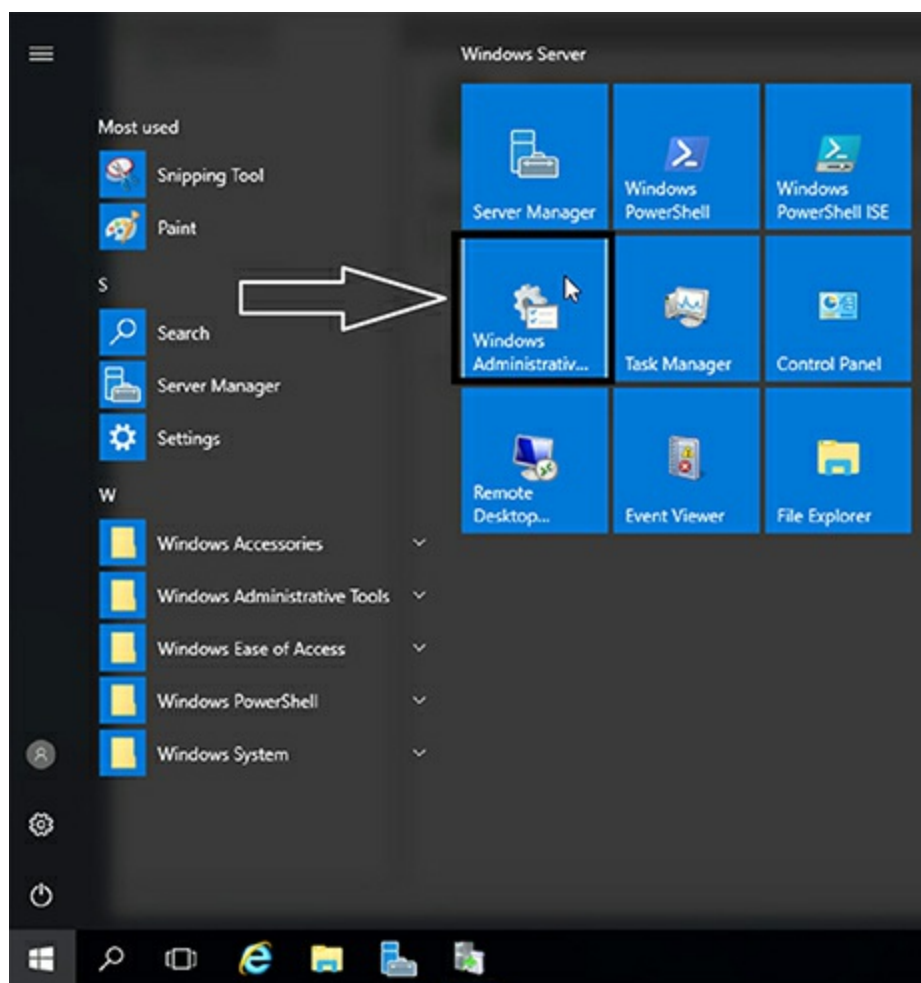 Windows Server
Most used
Snipping Tool
Paint
S
Search
Server Manager
Settings
W
Windows Accessories
Windows Administrative Tools
Windows Ease of Access
Windows PowerShell
Windows System
Server Manager
Windows
PowerShell
Windows
PowerShell ISE
Windows
Administrativ...
Task Manager
Control Panel
Remote
Desktop...
Event Viewer
File Explorer